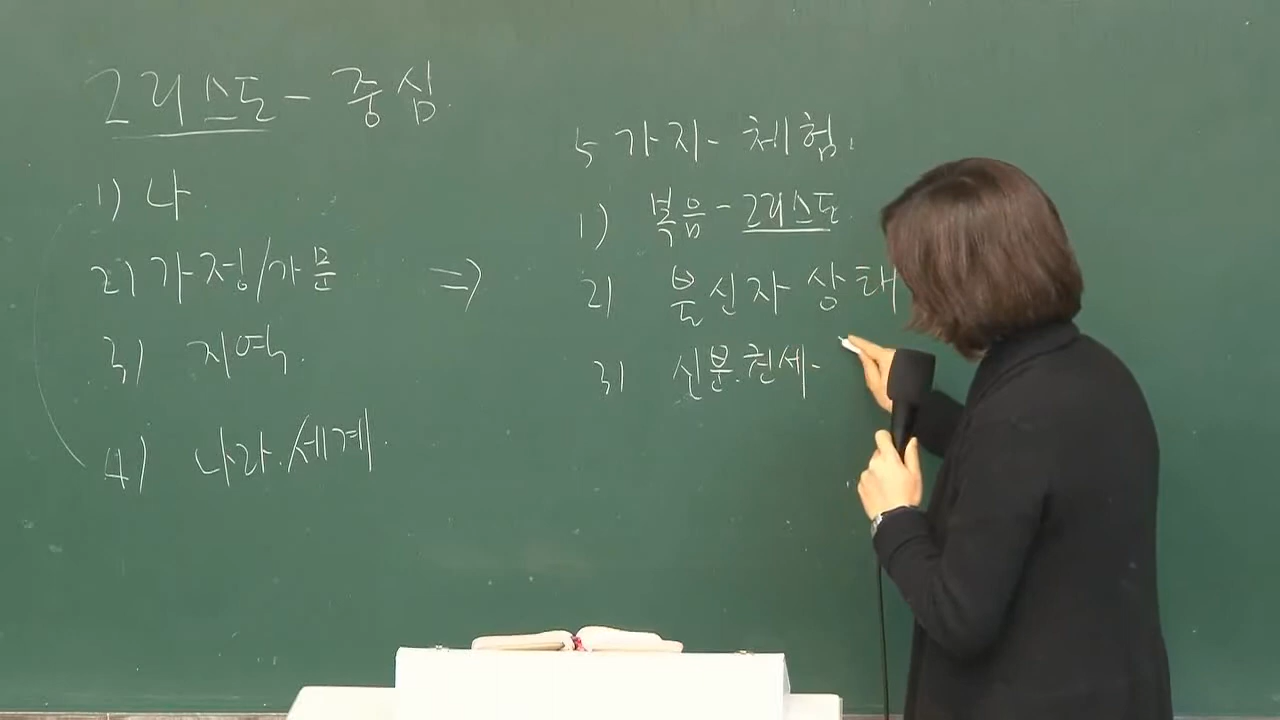 그리스도 - 중심.
1) 나.
2) 가정/가문
3) 지역.
4) 나라.세계.
⇒
5가지 - 체험.
1) 복음 - 그리스도.
2) 불신자 상태
3) 신분.권세 -